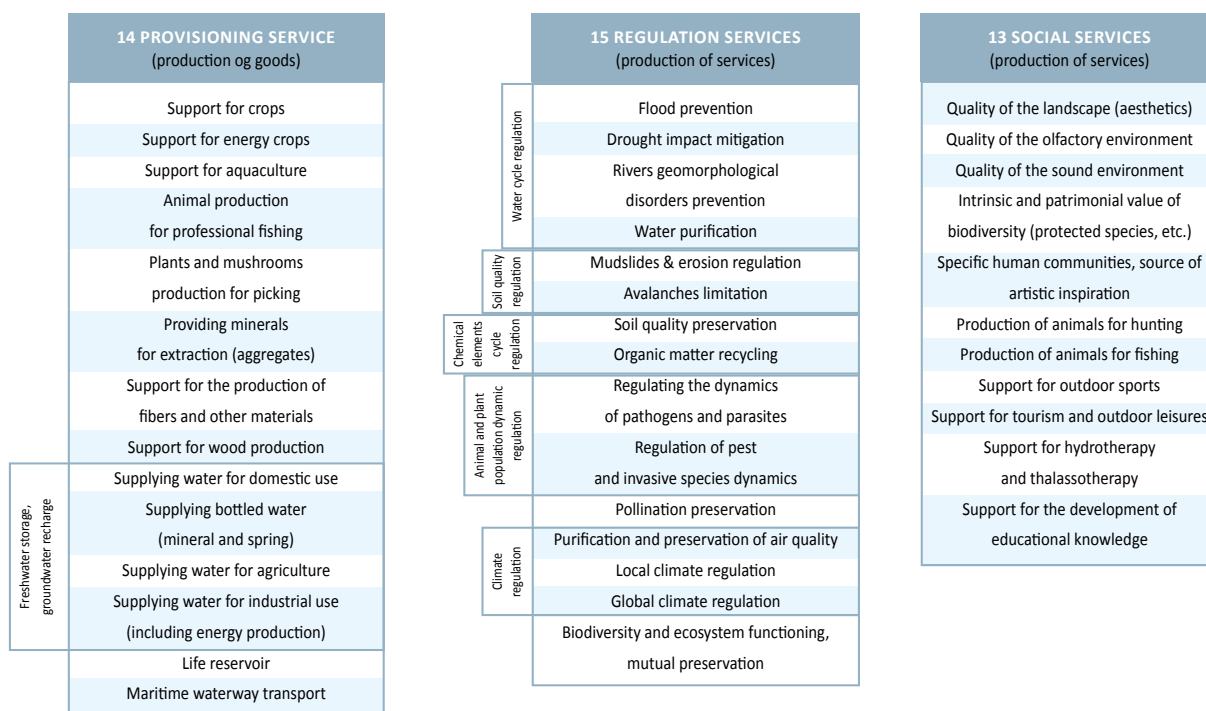 14 PROVISIONING SERVICE
(production og goods)
Support for crops
Support for energy crops
Support for aquaculture
Animal production
for professional fishing
Plants and mushrooms
production for picking
Providing minerals
for extraction (aggregates)
Support for the production of
fibers and other materials
Support for wood production
Freshwater storage,
groundwater recharge
Supplying water for domestic use
Supplying bottled water
(mineral and spring)
Supplying water for agriculture
Supplying water for industrial use
(including energy production)
Life reservoir
Maritime waterway transport
15 REGULATION SERVICES
(production of services)
Water cycle regulation
Flood prevention
Drought impact mitigation
Rivers geomorphological
disorders prevention
Water purification
Soil quality
regulation
Mudslides & erosion regulation
Avalanches limitation
Chemical
elements
cycle
regulation
Soil quality preservation
Organic matter recycling
Animal and plant
population dynamic
regulation
Regulating the dynamics
of pathogens and parasites
Regulation of pest
and invasive species dynamics
Pollination preservation
Climate
regulation
Purification and preservation of air quality
Local climate regulation
Global climate regulation
Biodiversity and ecosystem functioning,
mutual preservation
13 SOCIAL SERVICES
(production of services)
Quality of the landscape (aesthetics)
Quality of the olfactory environment
Quality of the sound environment
Intrinsic and patrimonial value of
biodiversity (protected species, etc.)
Specific human communities, source of
artistic inspiration
Production of animals for hunting
Production of animals for fishing
Support for outdoor sports
Support for tourism and outdoor leisures
Support for hydrotherapy
and thalassotherapy
Support for the development of
educational knowledge